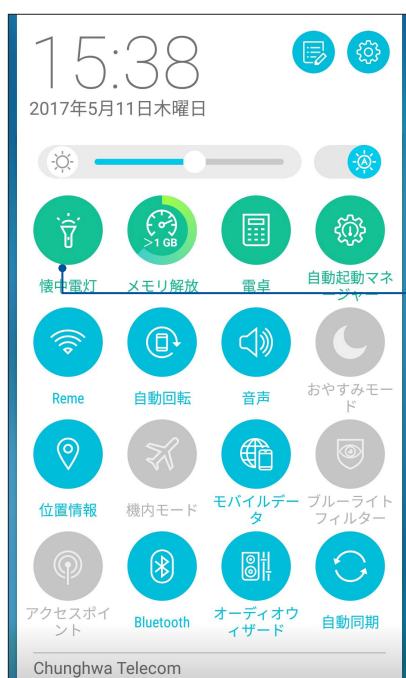 15:38
2017年5月11日木曜日
A
>1 GB
懐中電灯 メモリ解放 電卓 自動起動マネ
ージャー
Reme 自動回転 音声 おやすみモー
ド
位置情報 機内モード モバイルデー ブルーライト
タ フィルター
アクセスポイ Bluetooth オーディオウ 自動同期
ント ィザード
Chunghwa Telecom